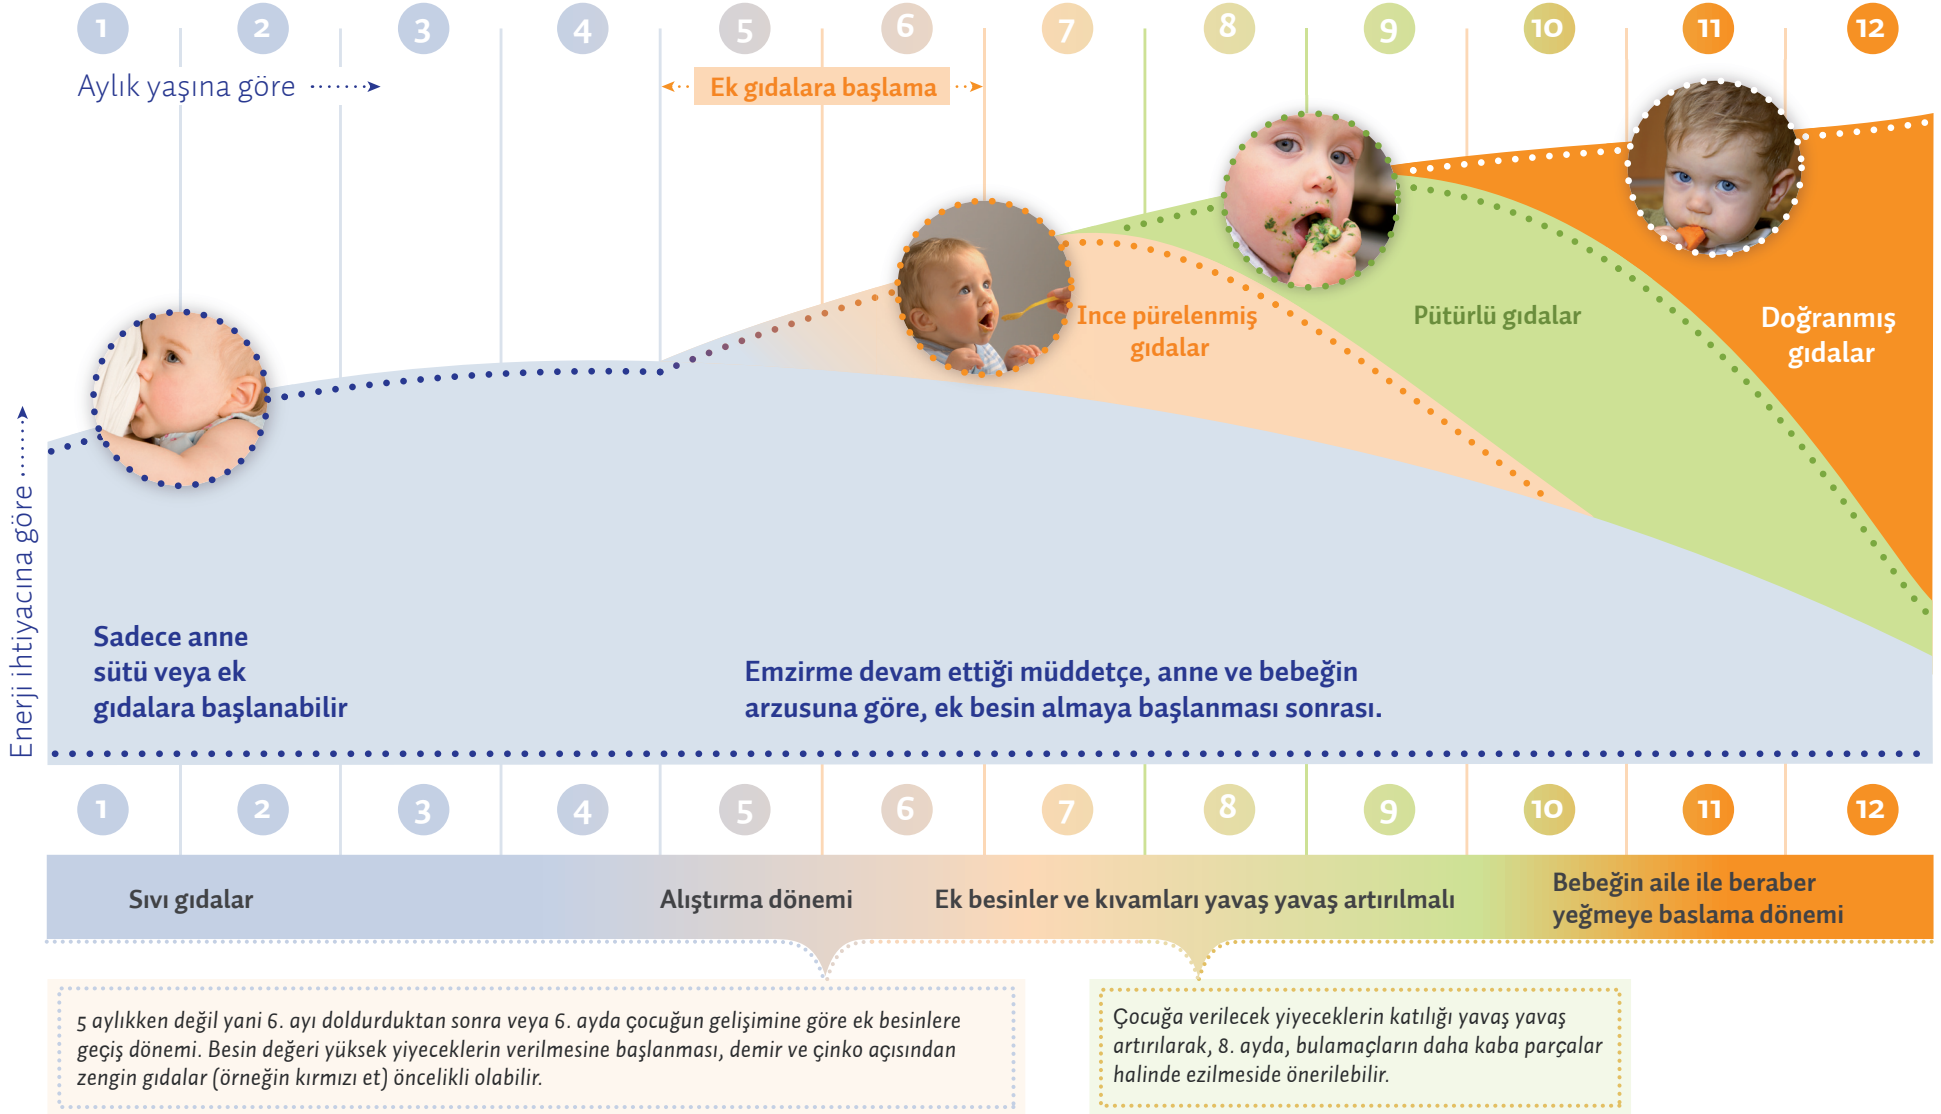 1 2 3 4 5 6 7 8 9 10 11 12
Aylık yaşına göre
Ek gıdalara başlama
Ince pürelenmiş
gıdalar
Pütürlü gıdalar
Doğranmış
gıdalar
Enerji ihtiyacına göre
Sadece anne
sütü veya ek
gıdalara başlanabilir
Emzirme devam ettiği müddetçe, anne ve bebeğin
arzusuna göre, ek besin almaya başlanması sonrası.
1 2 3 4 5 6 7 8 9 10 11 12
Sıvı gıdalar
Alıştırma dönemi
Ek besinler ve kıvamları yavaş yavaş artırılmalı
Bebeğin aile ile beraber
yeğmeye baslama dönemi
5 aylıkken değil yani 6. ayı doldurduktan sonra veya 6. ayda çocuğun gelişimine göre ek besinlere
geçiş dönemi. Besin değeri yüksek yiyeceklerin verilmesine başlanması, demir ve çinko açısından
zengin gıdalar (örneğin kırmızı et) öncelikli olabilir.
Çocuğa verilecek yiyeceklerin katılığı yavaş yavaş
artırılarak, 8. ayda, bulamaçların daha kaba parçalar
halinde ezilmeside önerilebilir.